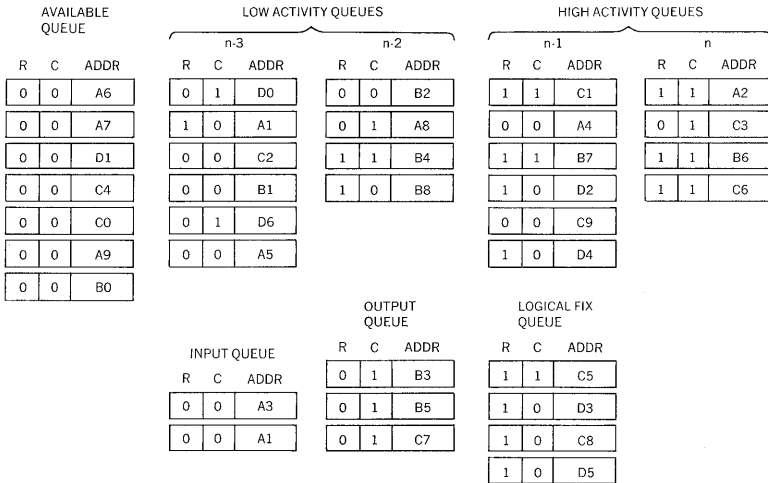 AVAILABLE QUEUE
R C ADDR
0 0 A6
0 0 A7
0 0 D1
0 0 C4
0 0 C0
0 0 A9
0 0 B0
LOW ACTIVITY QUEUES
n-3
R C ADDR
0 1 D0
1 0 A1
0 0 C2
0 0 B1
0 1 D6
0 0 A5
n-2
R C ADDR
0 0 B2
0 1 A8
1 1 B4
1 0 B8
HIGH ACTIVITY QUEUES
n-1
R C ADDR
1 1 C1
0 0 A4
1 1 B7
1 0 D2
0 0 C9
1 0 D4
n
R C ADDR
1 1 A2
0 1 C3
1 1 B6
1 1 C6
INPUT QUEUE
R C ADDR
0 0 A3
0 0 A1
OUTPUT
QUEUE
R C ADDR
0 1 B3
0 1 B5
0 1 C7
LOGICAL FIX
QUEUE
R C ADDR
1 1 C5
1 0 D3
1 0 C8
1 0 D5